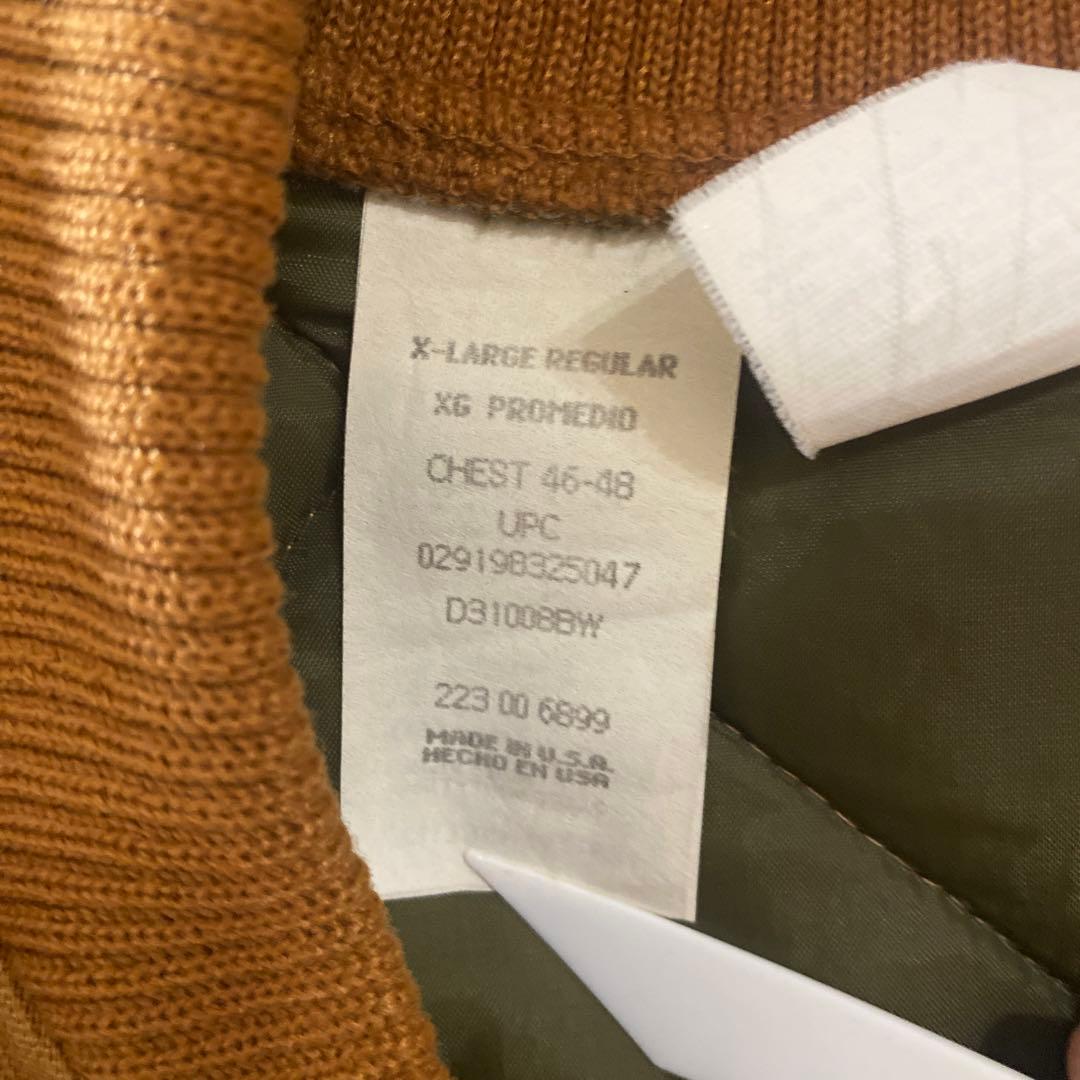 X-LARGE REGULAR
XG PROMEDIO
CHEST 46-48
UPC
029198325047
D31008BW
223 00 6899
MADE IN U.S.A.
HECHO EN USA